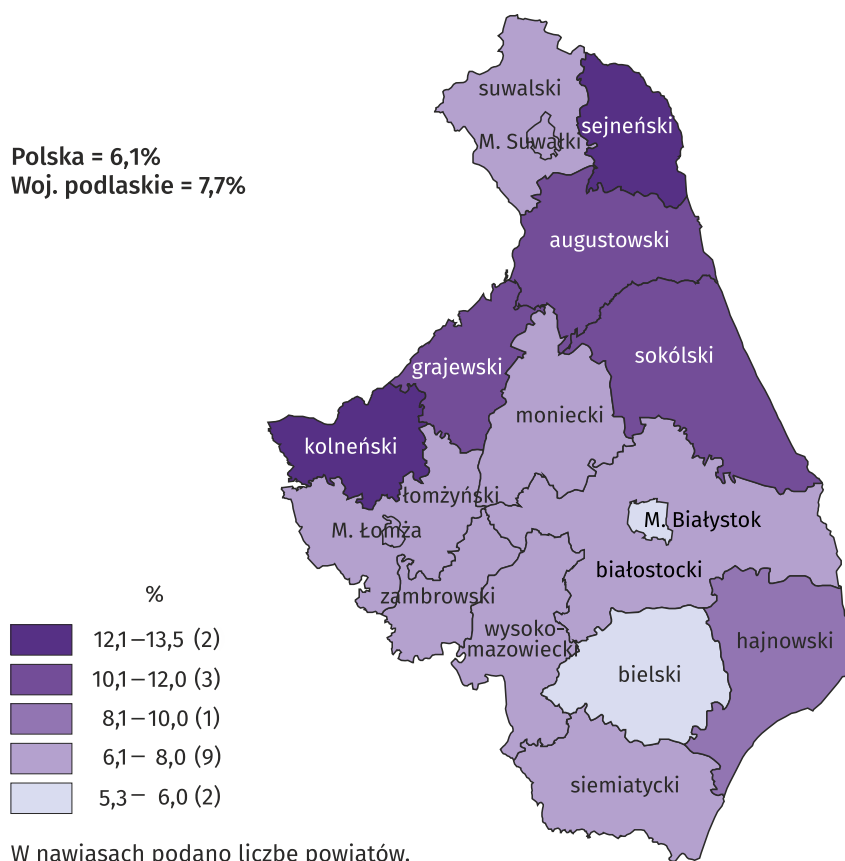 suwalski
sejneński
M. Suwałki
Polska = 6,1%
Woj. podlaskie = 7,7%
augustowski
sokólski
grajewski
moniecki
kolneński
łomżyński
M. Łomża
M. Białystok
białostocki
%
zambrowski
wysoko-
mazowiecki
hajnowski
bielski
12,1–13,5 (2)
10,1–12,0 (3)
8,1–10,0 (1)
6,1– 8,0 (9)
5,3– 6,0 (2)
siemiatycki
W nawiasach podano liczbę powiatów.